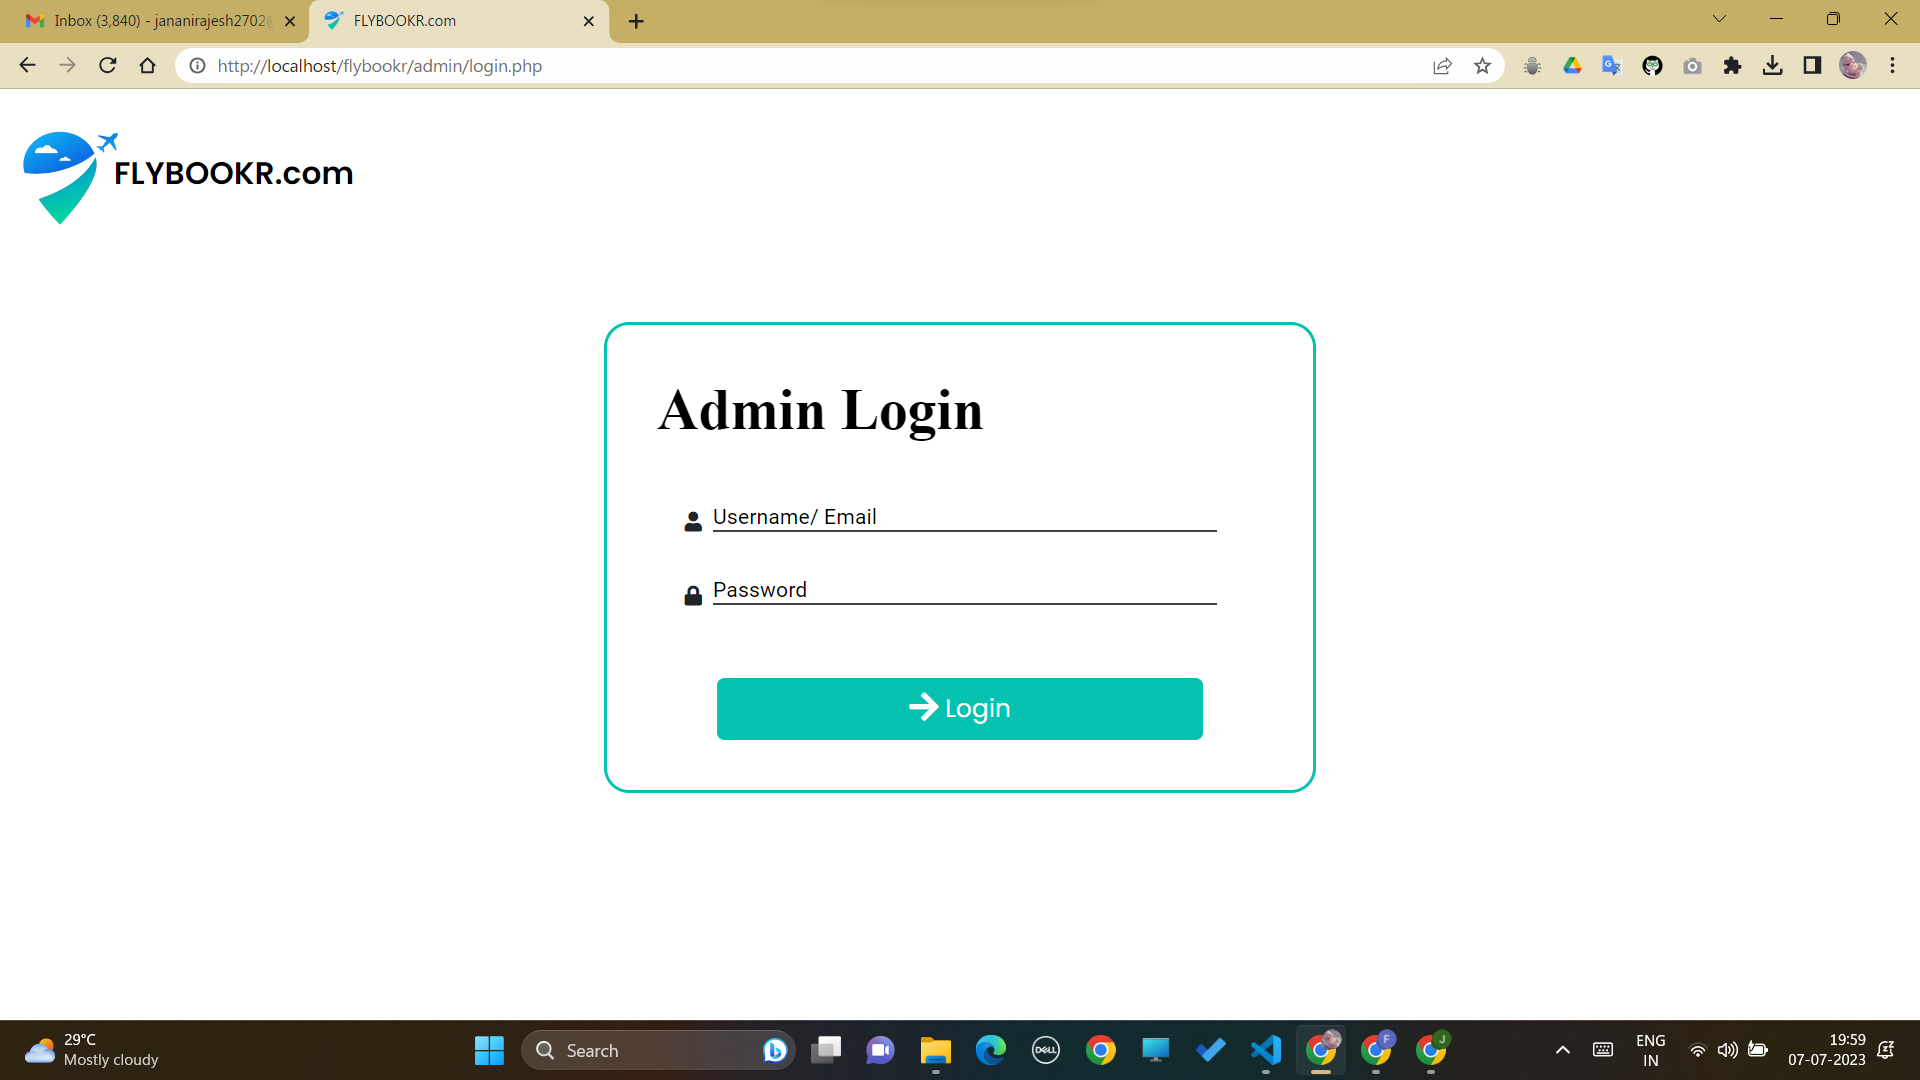 Inbox (3,840) - jananirajesh2702@
FLYBOOKR.com
http://localhost/flybookr/admin/login.php
FLYBOOKR.com
Admin Login
Username/ Email
Password
Login
29°C
Mostly cloudy
Search
DELL
F
J
ENG
IN
19:59
07-07-2023